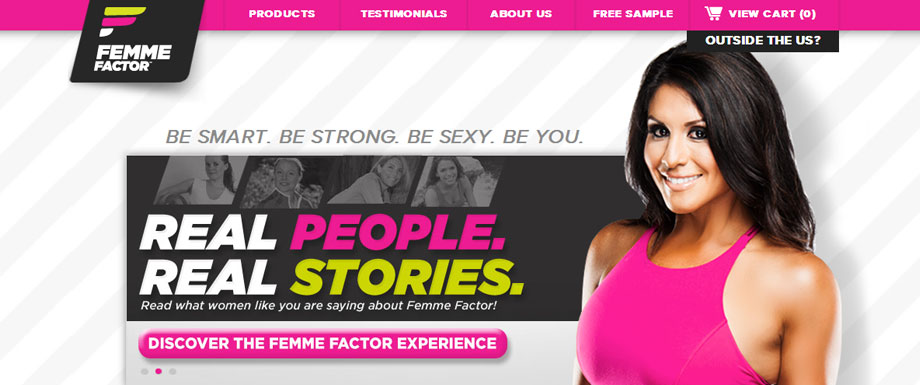 PRODUCTS
TESTIMONIALS
ABOUT US
FREE SAMPLE
VIEW CART (0)
OUTSIDE THE US?
FEMME
FACTOR
BE SMART. BE STRONG. BE SEXY. BE YOU.
REAL PEOPLE.
REAL STORIES.
Read what women like you are saying about Femme Factor!
DISCOVER THE FEMME FACTOR EXPERIENCE